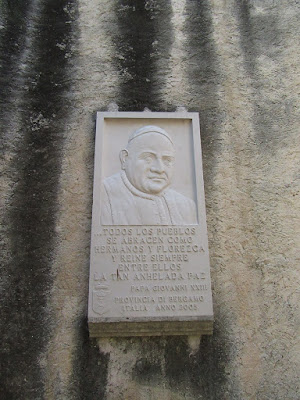 ...TODOS LOS PUEBLOS
SE ABRACEN COMO
HERMANOS Y FLOREZCA
Y REINE SIEMPRE
ENTRE ELLOS
LA TAN ANHELADA PAZ
PAPA GIOVANNI XXIII
PROVINCIA DI BERGAMO
ITALIA ANNO 2002